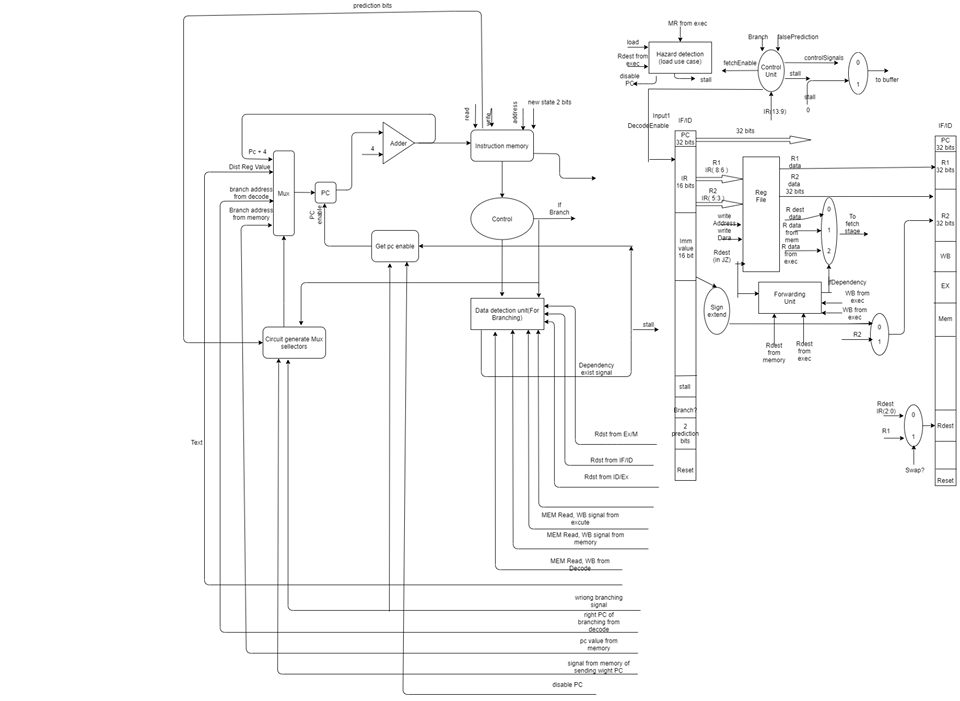 prediction bits
read
write
address
new state 2 bits
Instruction memory
Adder
4
Pc + 4
Dist Reg Value
branch address
from decode
Branch address
from memory
Mux
PC
PC
enable
Get pc enable
Control
If
Branch
Data detection unit(For
Branching)
Circuit generate Mux
sellectors
stall
Dependency
exist signal
Text
Rdst from Ex/M
Rdst from IF/ID
Rdst from ID/Ex
MEM Read, WB signal from
excute
MEM Read, WB signal from
memory
MEM Read, WB from
Decode
wriong branching
signal
right PC of
branching from
decode
pc value from
memory
signal from memory of
sending wight PC
disable PC
MR from exec
load
Rdest from
exec
disable
PC
Hazard detection
(load use case)
stall
Branch
falsePrediction
fetchEnable
Control
Unit
controlSignals
stall
0
1
to buffer
stall
0
IR(13:9)
Input1
DecodeEnable
IF/ID
PC
32 bits
32 bits
IR
16 bits
R1
IR( 8:6 )
R2
IR( 5:3 )
Imm
value
16 bit
stall
Branch?
2
prediction
bits
Reset
Reg
File
write
Address
write
Dara
Rdest
(in JZ)
R1
data
R2
data
32 bits
R dest
data
R data
from
mem
R data
from
exec
0
1
2
To
fetch
stage
ifDependency
Forwarding
Unit
WB from
exec
WB from
exec
Rdest
from
memory
Rdest
from
exec
Sign
extend
R2
0
1
Rdest
IR(2:0)
R1
0
1
Swap?
IF/ID
PC
32 bits
R1
32 bits
R2
32 bits
WB
EX
Mem
Rdest
Reset